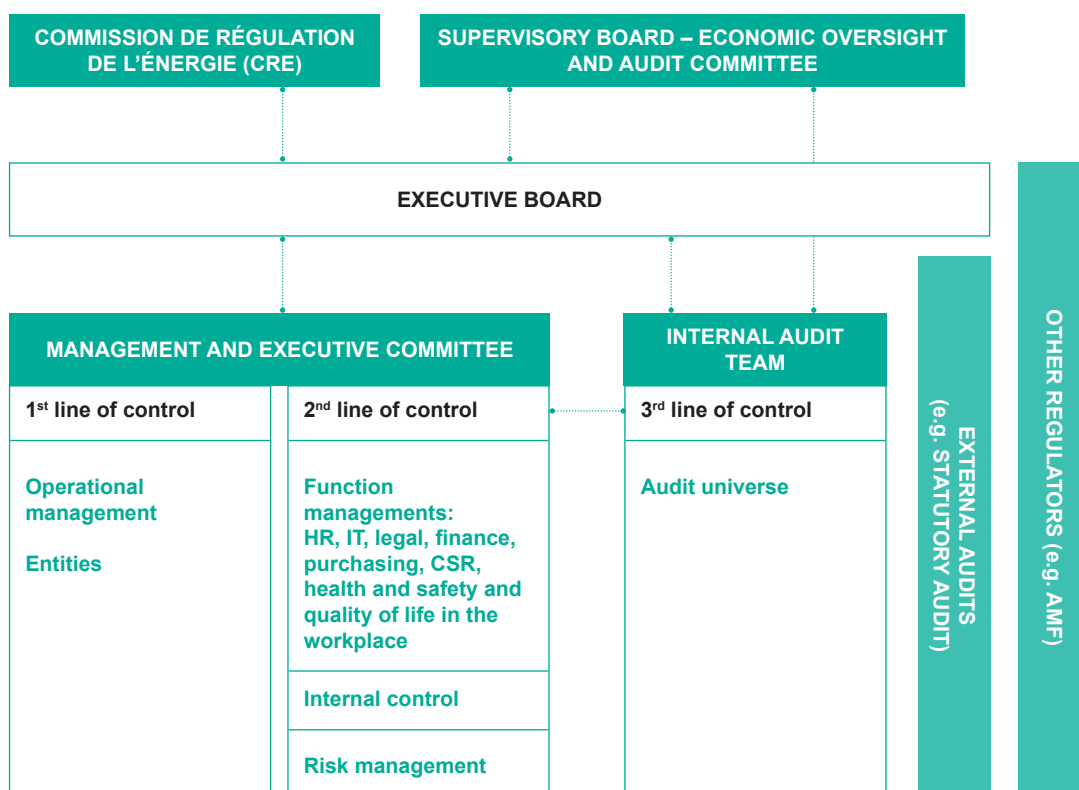 COMMISSION DE RÉGULATION
DE L’ÉNERGIE (CRE)
SUPERVISORY BOARD – ECONOMIC OVERSIGHT
AND AUDIT COMMITTEE
EXECUTIVE BOARD
MANAGEMENT AND EXECUTIVE COMMITTEE
1st line of control
Operational
management
Entities
2nd line of control
Function
managements:
HR, IT, legal, finance,
purchasing, CSR,
health and safety and
quality of life in the
workplace
Internal control
Risk management
INTERNAL AUDIT
TEAM
3rd line of control
Audit universe
EXTERNAL AUDITS
(e.g. STATUTORY AUDIT)
OTHER REGULATORS (e.g. AMF)